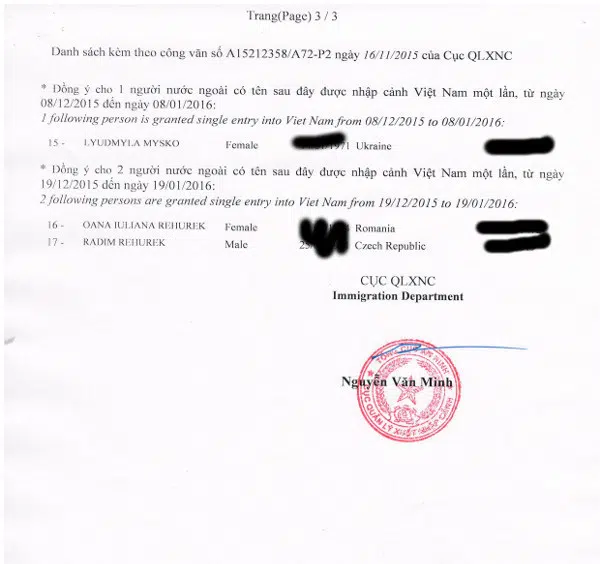 Trang(Page) 3 / 3
Danh sách kèm theo công văn số A15212358/A72-P2 ngày 16/11/2015 của Cục QLXNC
* Đồng ý cho 1 người nước ngoài có tên sau đây được nhập cảnh Việt Nam một lần, từ ngày
08/12/2015 đến ngày 08/01/2016:
1 following person is granted single entry into Viet Nam from 08/12/2015 to 08/01/2016:
15 - LYUDMYLA MYSKO Female 1971 Ukraine
* Đồng ý cho 2 người nước ngoài có tên sau đây được nhập cảnh Việt Nam một lần, từ ngày
19/12/2015 đến ngày 19/01/2016:
2 following persons are granted single entry into Viet Nam from 19/12/2015 to 19/01/2016:
16 - OANA IULIANA REHUREK Female Romania
17 - RADIM REHUREK Male Czech Republic
CỤC QLXNC
Immigration Department
TỔNG CỤC AN NINH
Nguyễn Văn Minh
CỤC QUẢN LÝ XUẤT NHẬP CẢNH